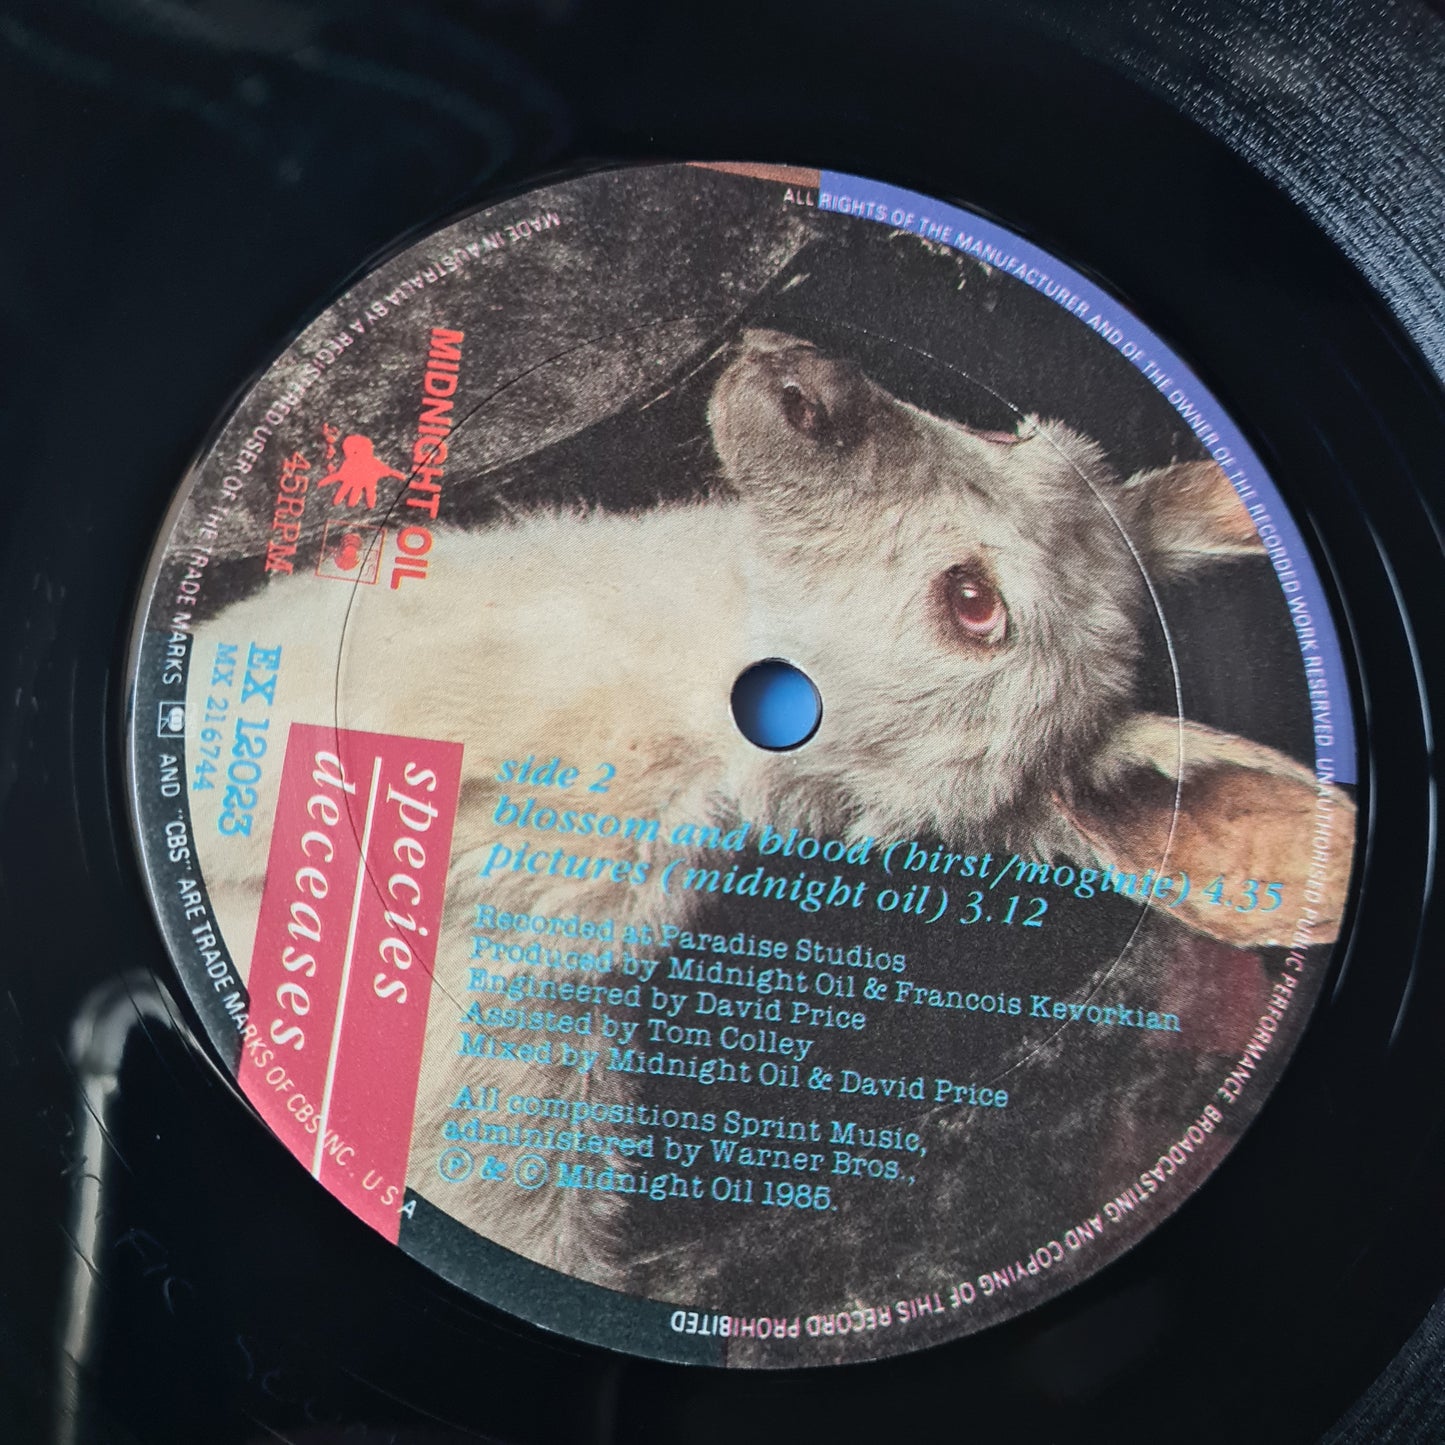 MIDNIGHT OIL
CBS
45RPM
EX 12023
MX 216744
species
deceases
side 2
blossom and blood (hirst/moginie) 4.35
pictures (midnight oil) 3.12
Recorded at Paradise Studios
Produced by Midnight Oil & Francois Kevorkian
Engineered by David Price
Assisted by Tom Colley
Mixed by Midnight Oil & David Price
All compositions Sprint Music,
administered by Warner Bros.,
Ⓟ & © Midnight Oil 1985.
MADE IN AUSTRALIA BY A REGISTERED USER OF THE TRADE MARKS AND "CBS" ARE TRADE MARKS OF CBS INC. U S A
ALL RIGHTS OF THE MANUFACTURER AND OF THE OWNER OF THE RECORDED WORK RESERVED UNAUTHORISED PUBLIC PERFORMANCE BROADCASTING AND COPYING OF THIS RECORD PROHIBITED